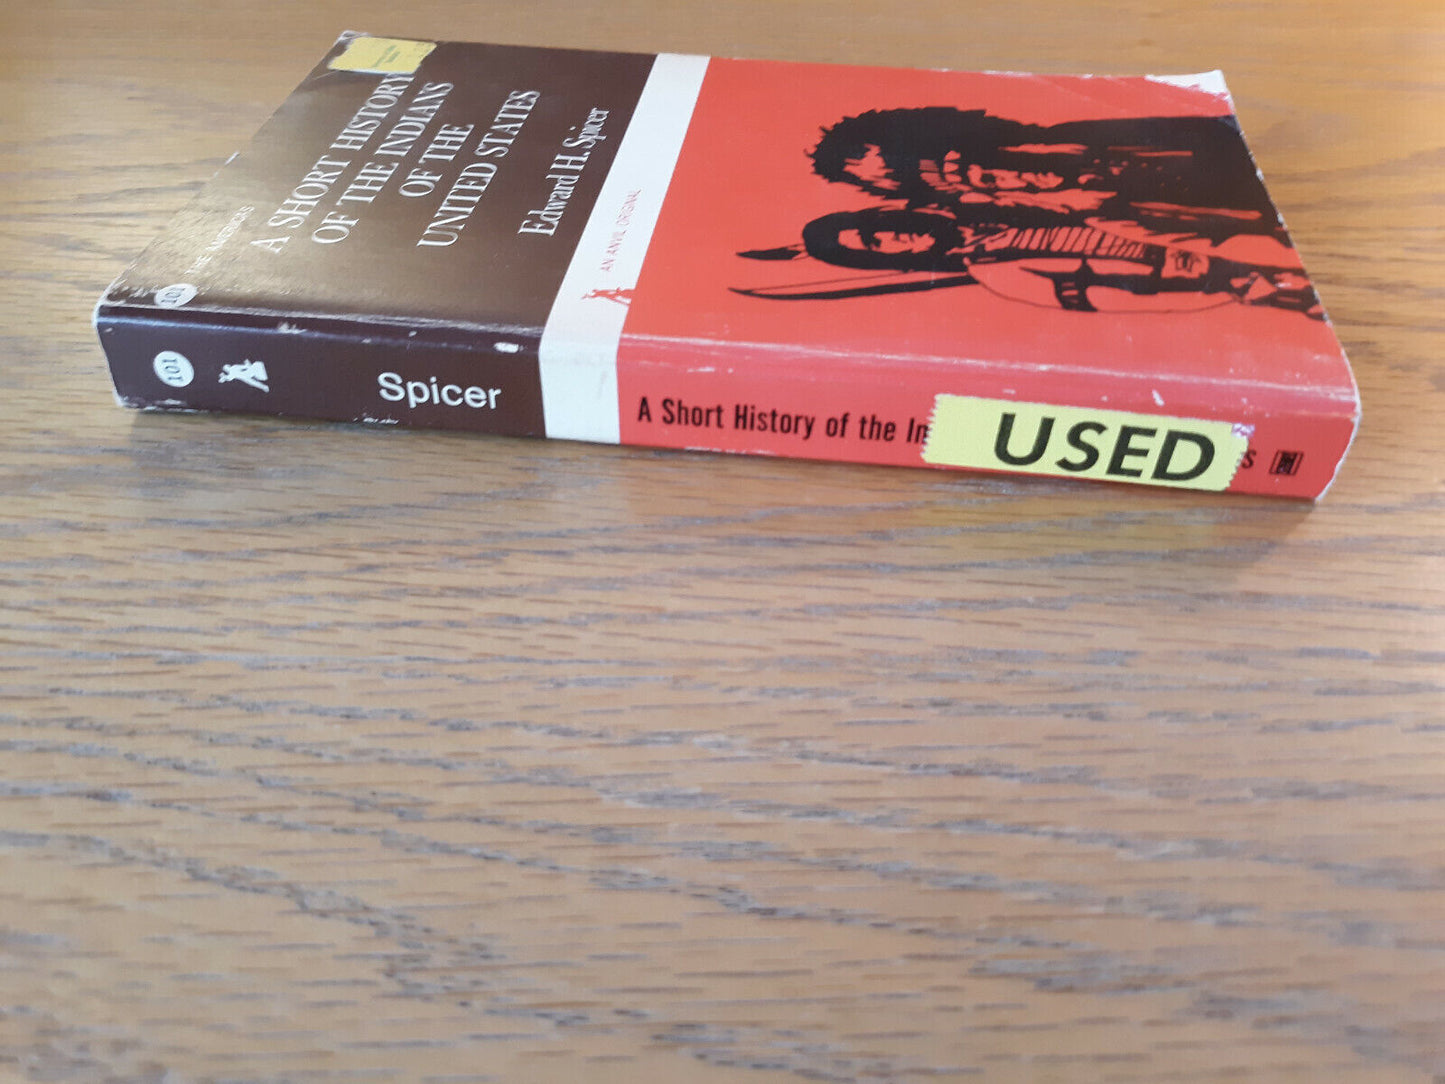 THE AMERICAS
A SHORT HISTORY
OF THE INDIANS
OF THE
UNITED STATES
Edward H. Spicer
AN ANVIL ORIGINAL
101
101
Spicer
A Short History of the In
USED
s